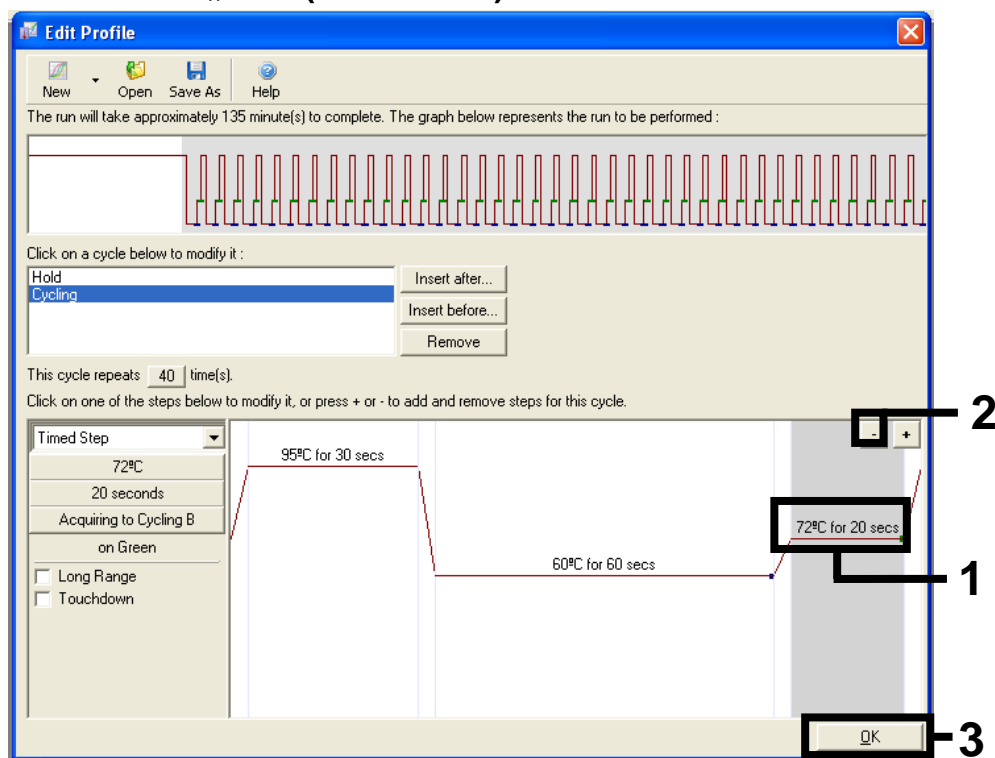 Edit Profile
New Open Save As Help
The run will take approximately 135 minute(s) to complete. The graph below represents the run to be performed :
Click on a cycle below to modify it :
Hold
Cycling
Insert after...
Insert before...
Remove
This cycle repeats 40 time(s).
Click on one of the steps below to modify it, or press + or - to add and remove steps for this cycle.
2
Timed Step
- +
72ºC
20 seconds
Acquiring to Cycling B
on Green
Long Range
Touchdown
95ºC for 30 secs
60ºC for 60 secs
72ºC for 20 secs
1
OK
3